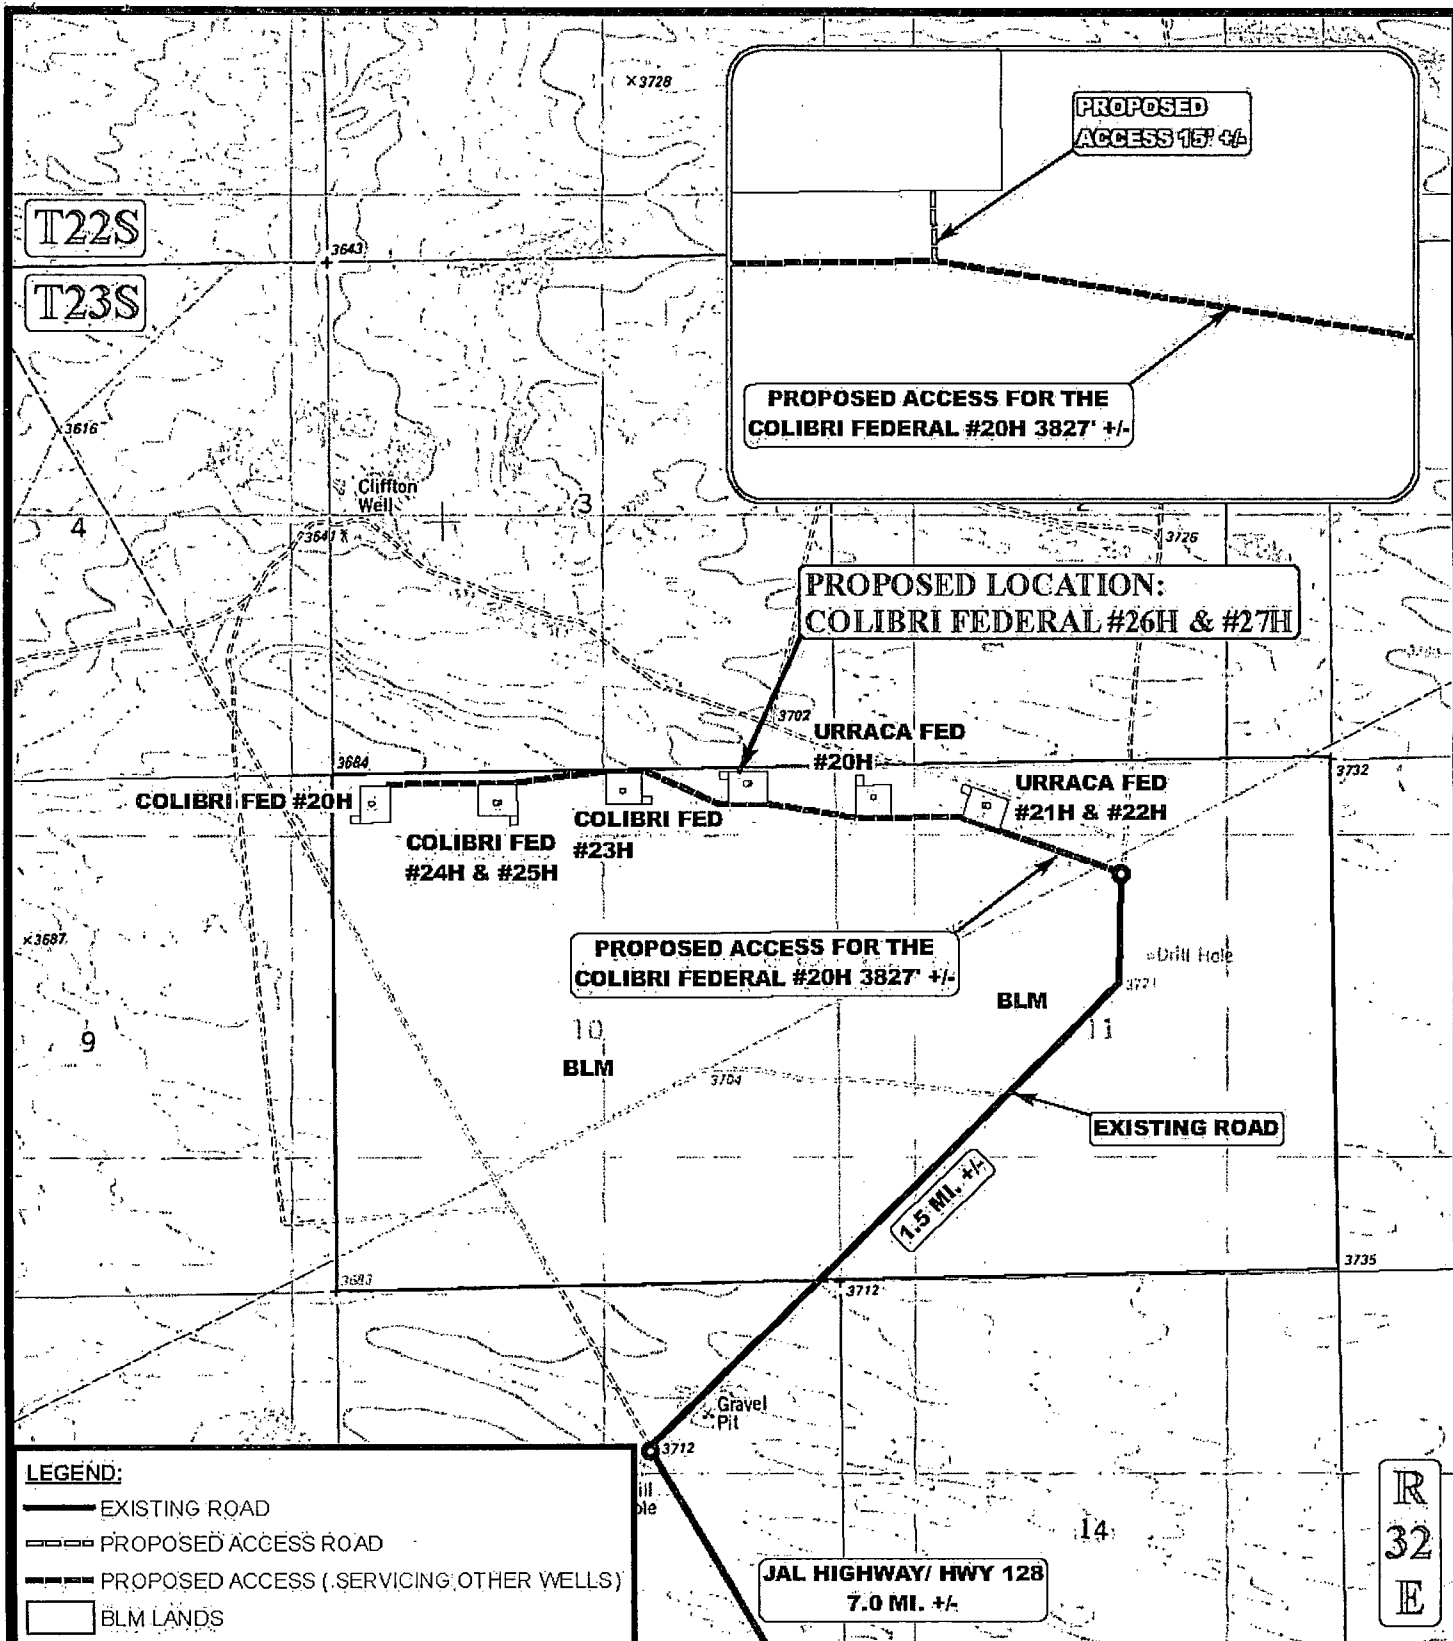 ×3728
PROPOSED
ACCESS 15' +/-
T22S
3643
T23S
PROPOSED ACCESS FOR THE
COLIBRI FEDERAL #20H 3827' +/-
3616
Cliffton
Well
3
4
3641
3726
PROPOSED LOCATION:
COLIBRI FEDERAL #26H & #27H
3702
URRACA FED
#20H
3684
3732
COLIBRI FED #20H
URRACA FED
#21H & #22H
COLIBRI FED
#23H
COLIBRI FED
#24H & #25H
×3687
PROPOSED ACCESS FOR THE
COLIBRI FEDERAL #20H 3827' +/-
Drill Hole
3721
BLM
9
10
11
BLM
3704
EXISTING ROAD
1.5 MI. +/-
3683
3712
3735
Gravel
Pit
3712
LEGEND:
EXISTING ROAD
PROPOSED ACCESS ROAD
PROPOSED ACCESS (SERVICING OTHER WELLS)
BLM LANDS
14
JAL HIGHWAY/ HWY 128
7.0 MI. +/-
R
32
E